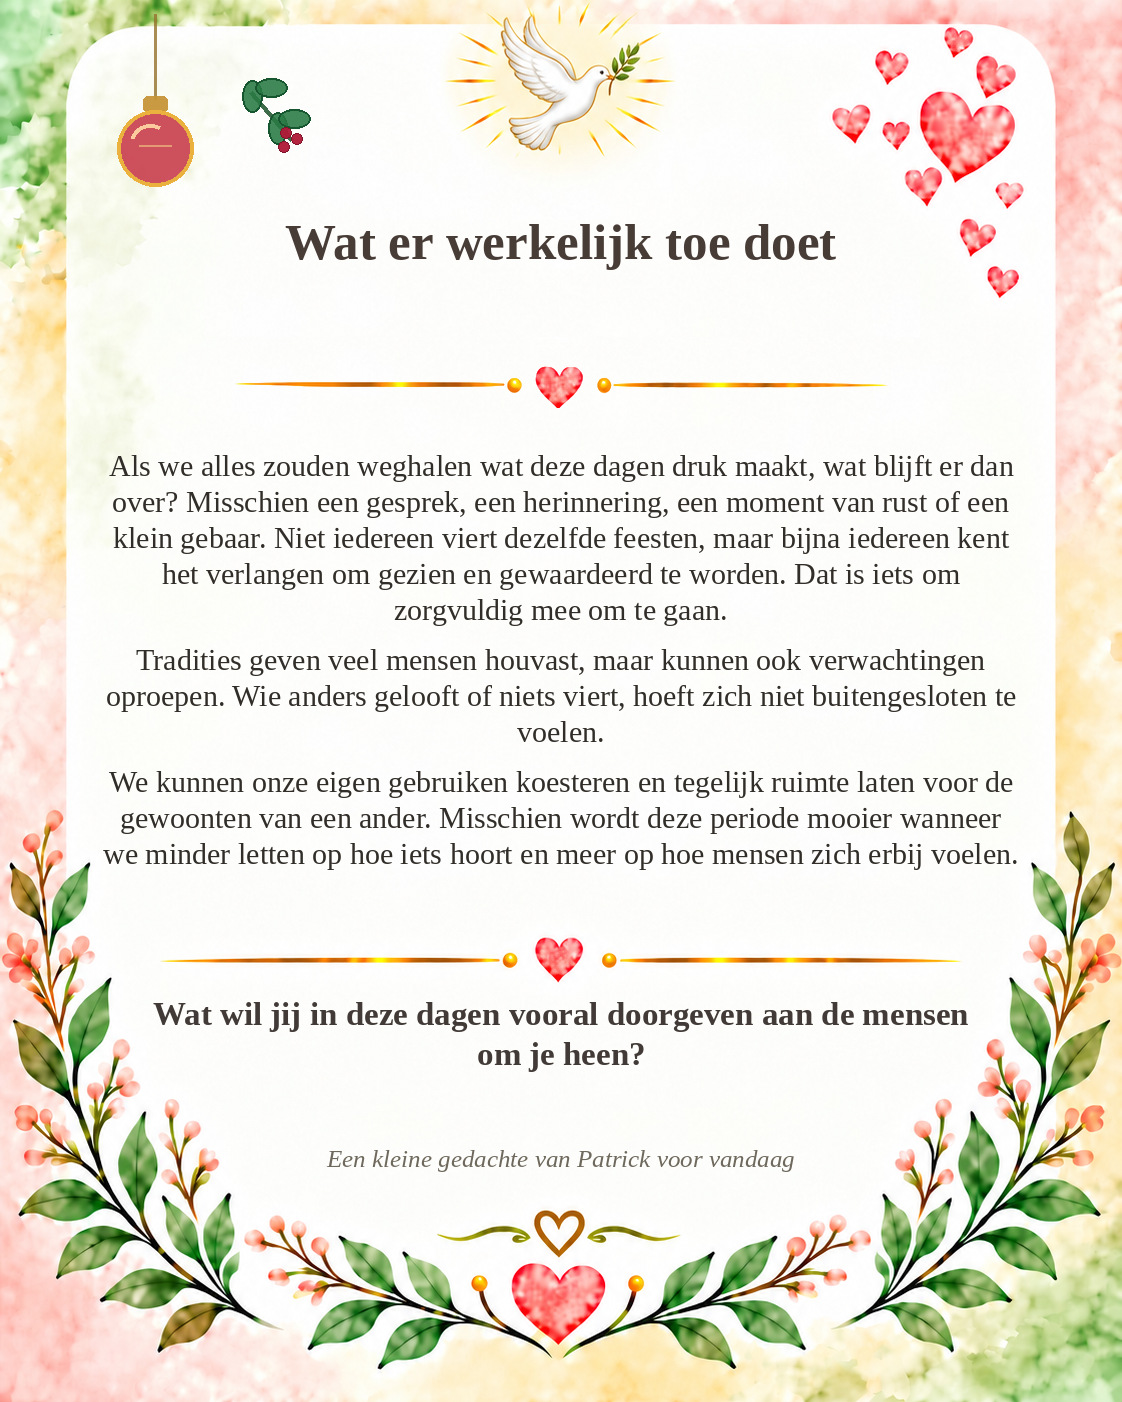 Wat er werkelijk toe doet
Als we alles zouden weghalen wat deze dagen druk maakt, wat blijft er dan
over? Misschien een gesprek, een herinnering, een moment van rust of een
klein gebaar. Niet iedereen viert dezelfde feesten, maar bijna iedereen kent
het verlangen om gezien en gewaardeerd te worden. Dat is iets om
zorgvuldig mee om te gaan.
Tradities geven veel mensen houvast, maar kunnen ook verwachtingen
oproepen. Wie anders gelooft of niets viert, hoeft zich niet buitengesloten te
voelen.
We kunnen onze eigen gebruiken koesteren en tegelijk ruimte laten voor de
gewoonten van een ander. Misschien wordt deze periode mooier wanneer
we minder letten op hoe iets hoort en meer op hoe mensen zich erbij voelen.
Wat wil jij in deze dagen vooral doorgeven aan de mensen
om je heen?
Een kleine gedachte van Patrick voor vandaag